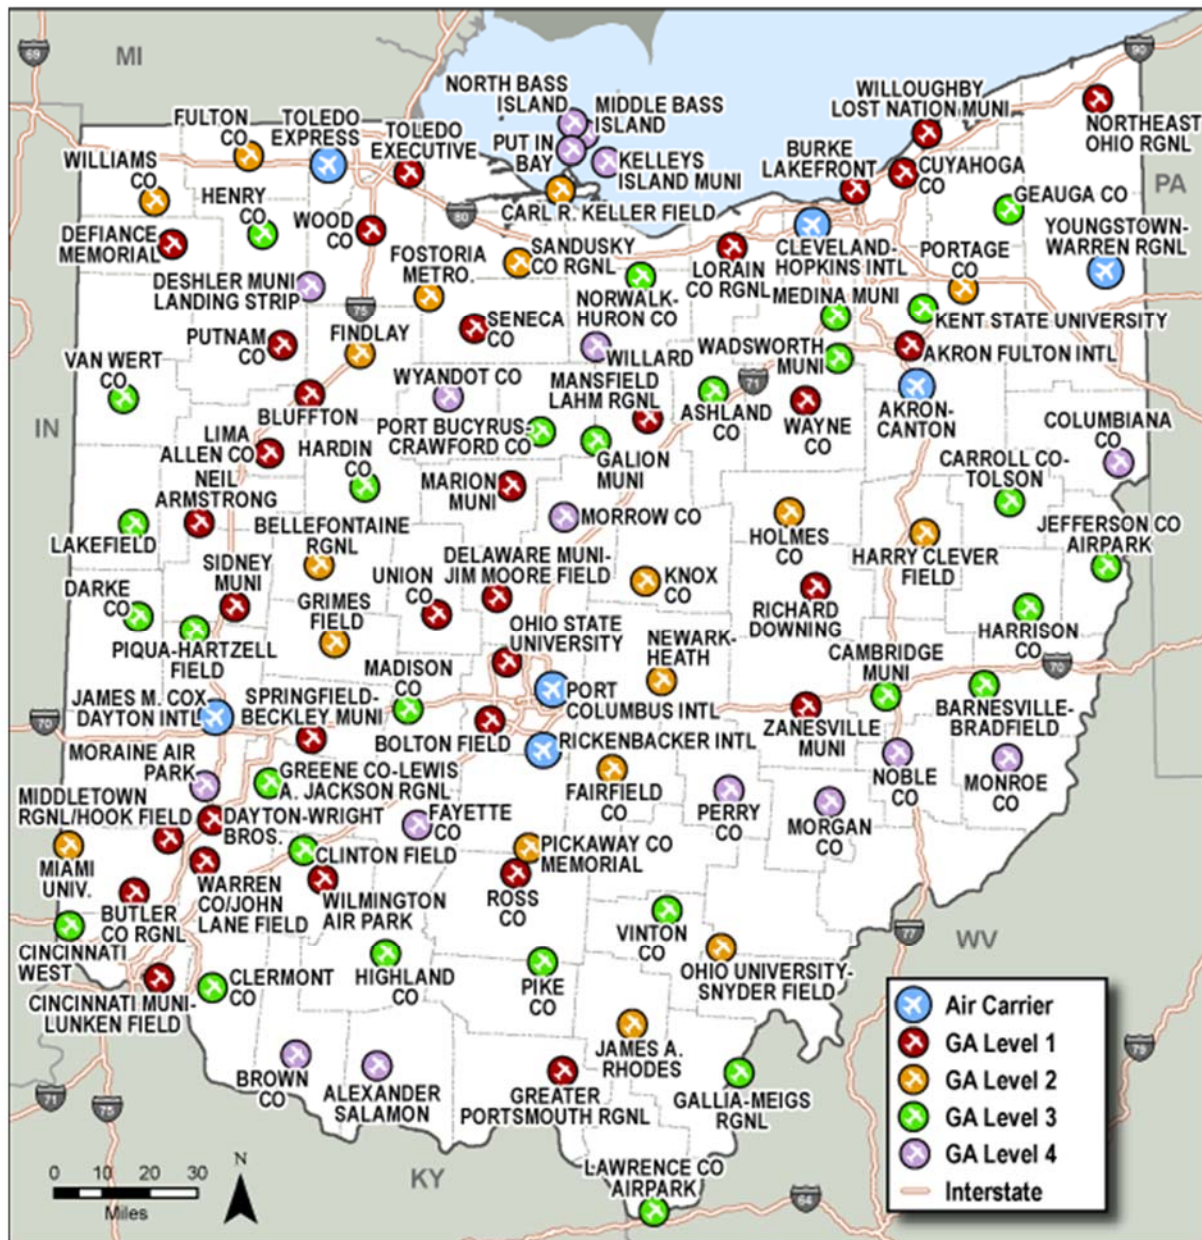 MI
69
90
NORTH BASS
ISLAND
MIDDLE BASS
ISLAND
PUT IN
BAY
KELLEYS
ISLAND MUNI
WILLOUGHBY
LOST NATION MUNI
NORTHEAST
OHIO RGNL
FULTON
CO
TOLEDO
EXPRESS
TOLEDO
EXECUTIVE
BURKE
LAKEFRONT
CUYAHOGA
CO
PA
WILLIAMS
CO
HENRY
CO
WOOD
CO
80
CARL R. KELLER FIELD
GEAUGA CO
DEFIANCE
MEMORIAL
FOSTORIA
METRO.
SANDUSKY
CO RGNL
LORAIN
CO RGNL
CLEVELAND-
HOPKINS INTL
PORTAGE
CO
YOUNGSTOWN-
WARREN RGNL
DESHLER MUNI
LANDING STRIP
75
NORWALK-
HURON CO
MEDINA MUNI
KENT STATE UNIVERSITY
PUTNAM
CO
FINDLAY
SENECA
CO
WILLARD
WADSWORTH
MUNI
AKRON FULTON INTL
VAN WERT
CO
WYANDOT CO
MANSFIELD
LAHM RGNL
71
ASHLAND
CO
WAYNE
CO
AKRON-
CANTON
IN
BLUFFTON
PORT BUCYRUS-
CRAWFORD CO
COLUMBIANA
CO
LIMA
ALLEN CO
HARDIN
CO
GALION
MUNI
CARROLL CO-
TOLSON
NEIL
ARMSTRONG
MARION
MUNI
MORROW CO
HOLMES
CO
HARRY CLEVER
FIELD
JEFFERSON CO
AIRPARK
LAKEFIELD
BELLEFONTAINE
RGNL
SIDNEY
MUNI
DELAWARE MUNI-
JIM MOORE FIELD
UNION
CO
KNOX
CO
RICHARD
DOWNING
DARKE
CO
GRIMES
FIELD
OHIO STATE
UNIVERSITY
HARRISON
CO
PIQUA-HARTZELL
FIELD
NEWARK-
HEATH
CAMBRIDGE
MUNI
70
MADISON
CO
JAMES M. COX-
DAYTON INTL
SPRINGFIELD-
BECKLEY MUNI
PORT
COLUMBUS INTL
BARNESVILLE-
BRADFIELD
70
BOLTON FIELD
RICKENBACKER INTL
ZANESVILLE
MUNI
MORAINE AIR
PARK
GREENE CO-LEWIS
A. JACKSON RGNL
FAIRFIELD
CO
NOBLE
CO
MONROE
CO
MIDDLETOWN
RGNL/HOOK FIELD
DAYTON-WRIGHT
BROS.
FAYETTE
CO
PERRY
CO
MORGAN
CO
CLINTON FIELD
PICKAWAY CO
MEMORIAL
MIAMI
UNIV.
WARREN
CO/JOHN
LANE FIELD
WILMINGTON
AIR PARK
ROSS
CO
BUTLER
CO RGNL
VINTON
CO
77
WV
CINCINNATI
WEST
CLERMONT
CO
HIGHLAND
CO
PIKE
CO
OHIO UNIVERSITY-
SNYDER FIELD
CINCINNATI MUNI-
LUNKEN FIELD
JAMES A.
RHODES
BROWN
CO
ALEXANDER
SALAMON
GREATER
PORTSMOUTH RGNL
GALLIA-MEIGS
RGNL
71
75
79
KY
LAWRENCE CO
AIRPARK
64
Air Carrier
GA Level 1
GA Level 2
GA Level 3
GA Level 4
Interstate
0 10 20 30
Miles
N